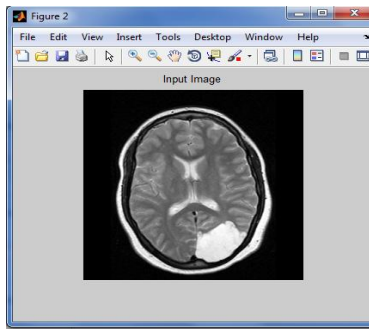 Figure 2
File Edit View Insert Tools Desktop Window Help
Input Image